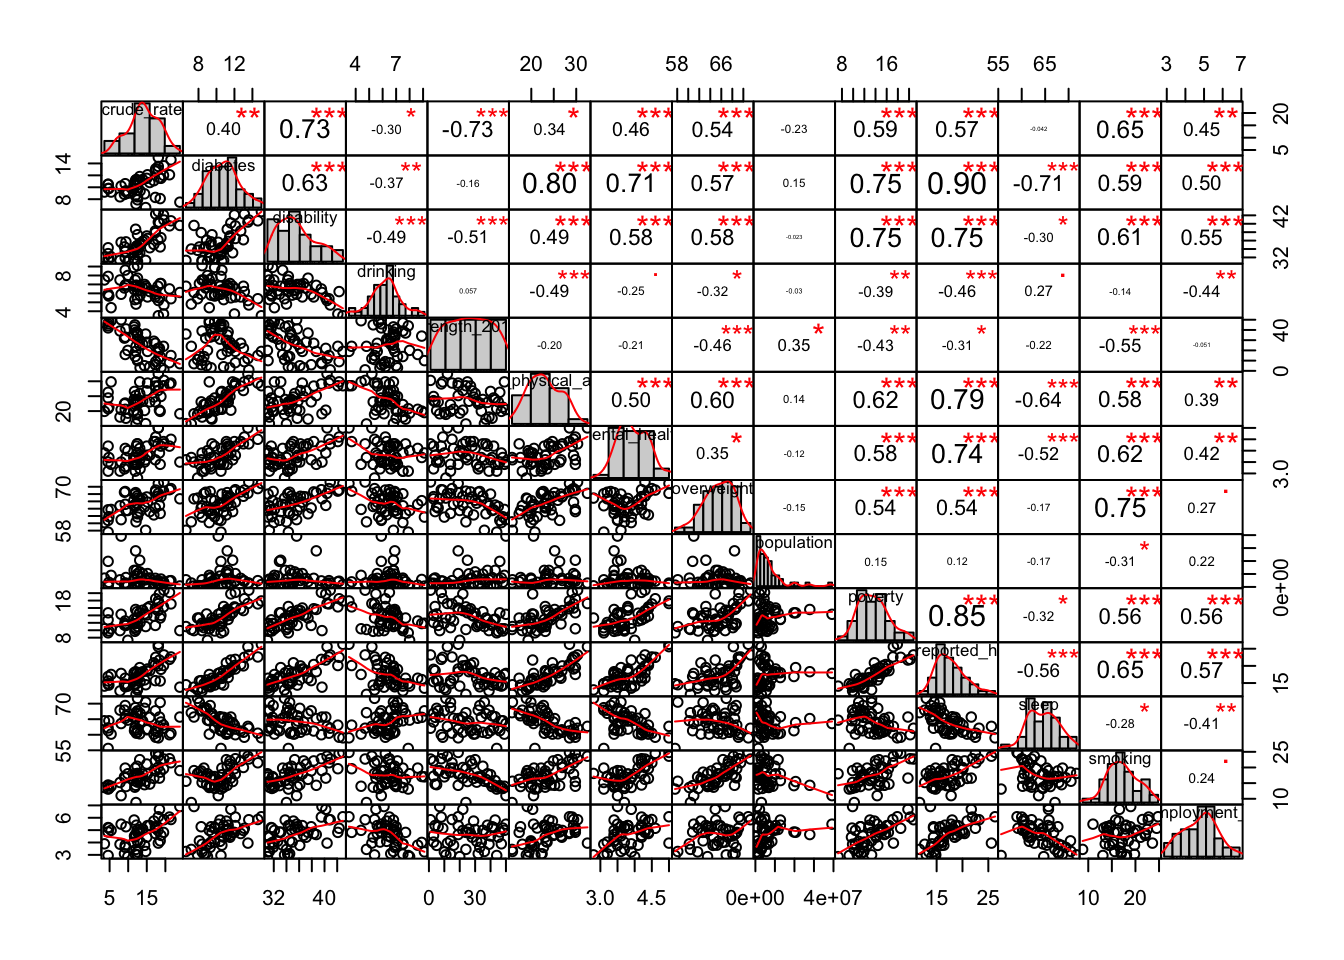 8 12 4 7 20 30 58 66 8 16 55 65 3 5 7
crude_rate 0.40 ** 0.73 *** -0.30 * -0.73 *** 0.34 * 0.46 *** 0.54 *** -0.23 0.59 *** 0.57 *** -0.042 0.65 *** 0.45 ** 5 20
14 8 diabetes 0.63 *** -0.37 ** -0.16 0.80 *** 0.71 *** 0.57 *** 0.15 0.75 *** 0.90 *** -0.71 *** 0.59 *** 0.50 ***
disability -0.49 *** -0.51 *** 0.49 *** 0.58 *** 0.58 *** -0.023 0.75 *** 0.75 *** -0.30 * 0.61 *** 0.55 *** 32 42
8 4 drinking 0.057 -0.49 *** -0.25 . -0.32 * -0.03 -0.39 ** -0.46 *** 0.27 . -0.14 -0.44 **
ength_201 -0.20 -0.21 -0.46 *** 0.35 * -0.43 ** -0.31 * -0.22 -0.55 *** -0.051 0 40
20 physical_a 0.50 *** 0.60 *** 0.14 0.62 *** 0.79 *** -0.64 *** 0.58 *** 0.39 **
ental_healt 0.35 * -0.12 0.58 *** 0.74 *** -0.52 *** 0.62 *** 0.42 ** 3.0
70 58 overweight -0.15 0.54 *** 0.54 *** -0.17 0.75 *** 0.27 .
population 0.15 0.12 -0.17 -0.31 * 0.22 0e+00
18 8 poverty 0.85 *** -0.32 * 0.56 *** 0.56 ***
reported_h -0.56 *** 0.65 *** 0.57 *** 15
70 55 sleep -0.28 * -0.41 **
smoking 0.24 . 10 25
6 3 mployment_
5 15 32 40 0 30 3.0 4.5 0e+00 4e+07 15 25 10 20